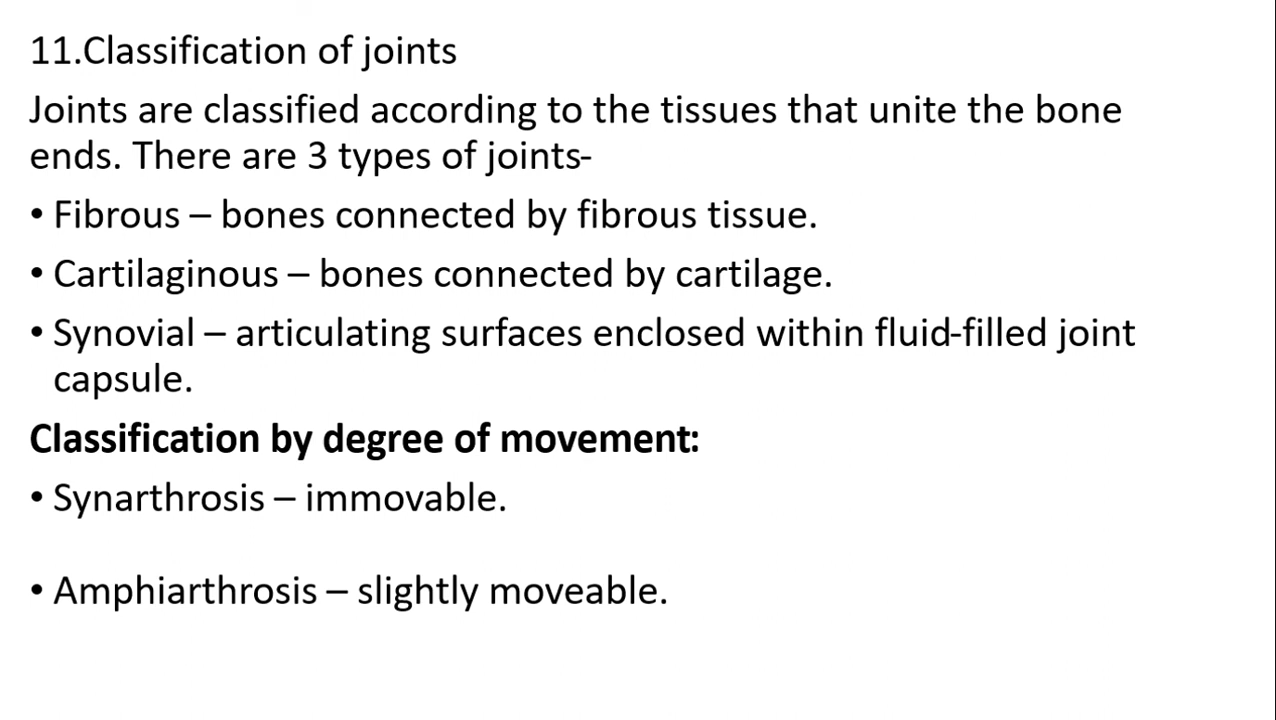 11.Classification of joints
Joints are classified according to the tissues that unite the bone
ends. There are 3 types of joints-
• Fibrous – bones connected by fibrous tissue.
• Cartilaginous – bones connected by cartilage.
• Synovial – articulating surfaces enclosed within fluid-filled joint
capsule.
Classification by degree of movement:
• Synarthrosis – immovable.
• Amphiarthrosis – slightly moveable.